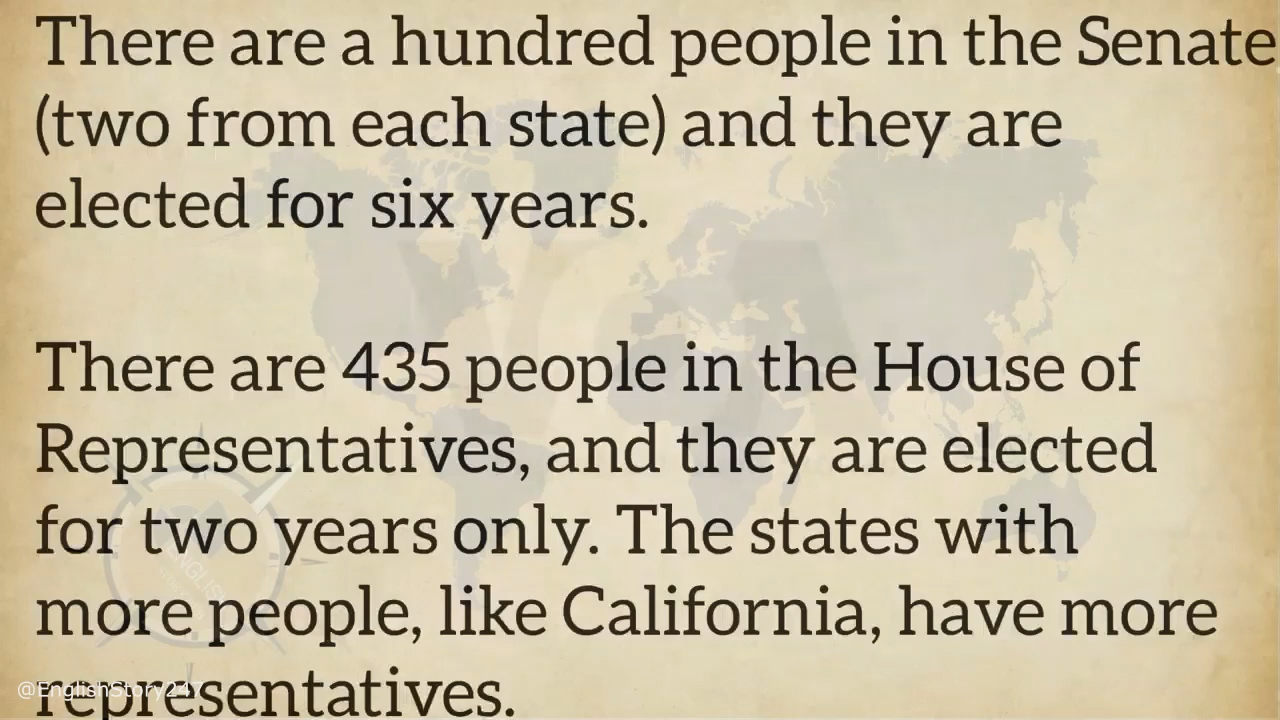 There are a hundred people in the Senate
(two from each state) and they are
elected for six years.
There are 435 people in the House of
Representatives, and they are elected
for two years only. The states with
more people, like California, have more
representatives.
@EnglishStory247